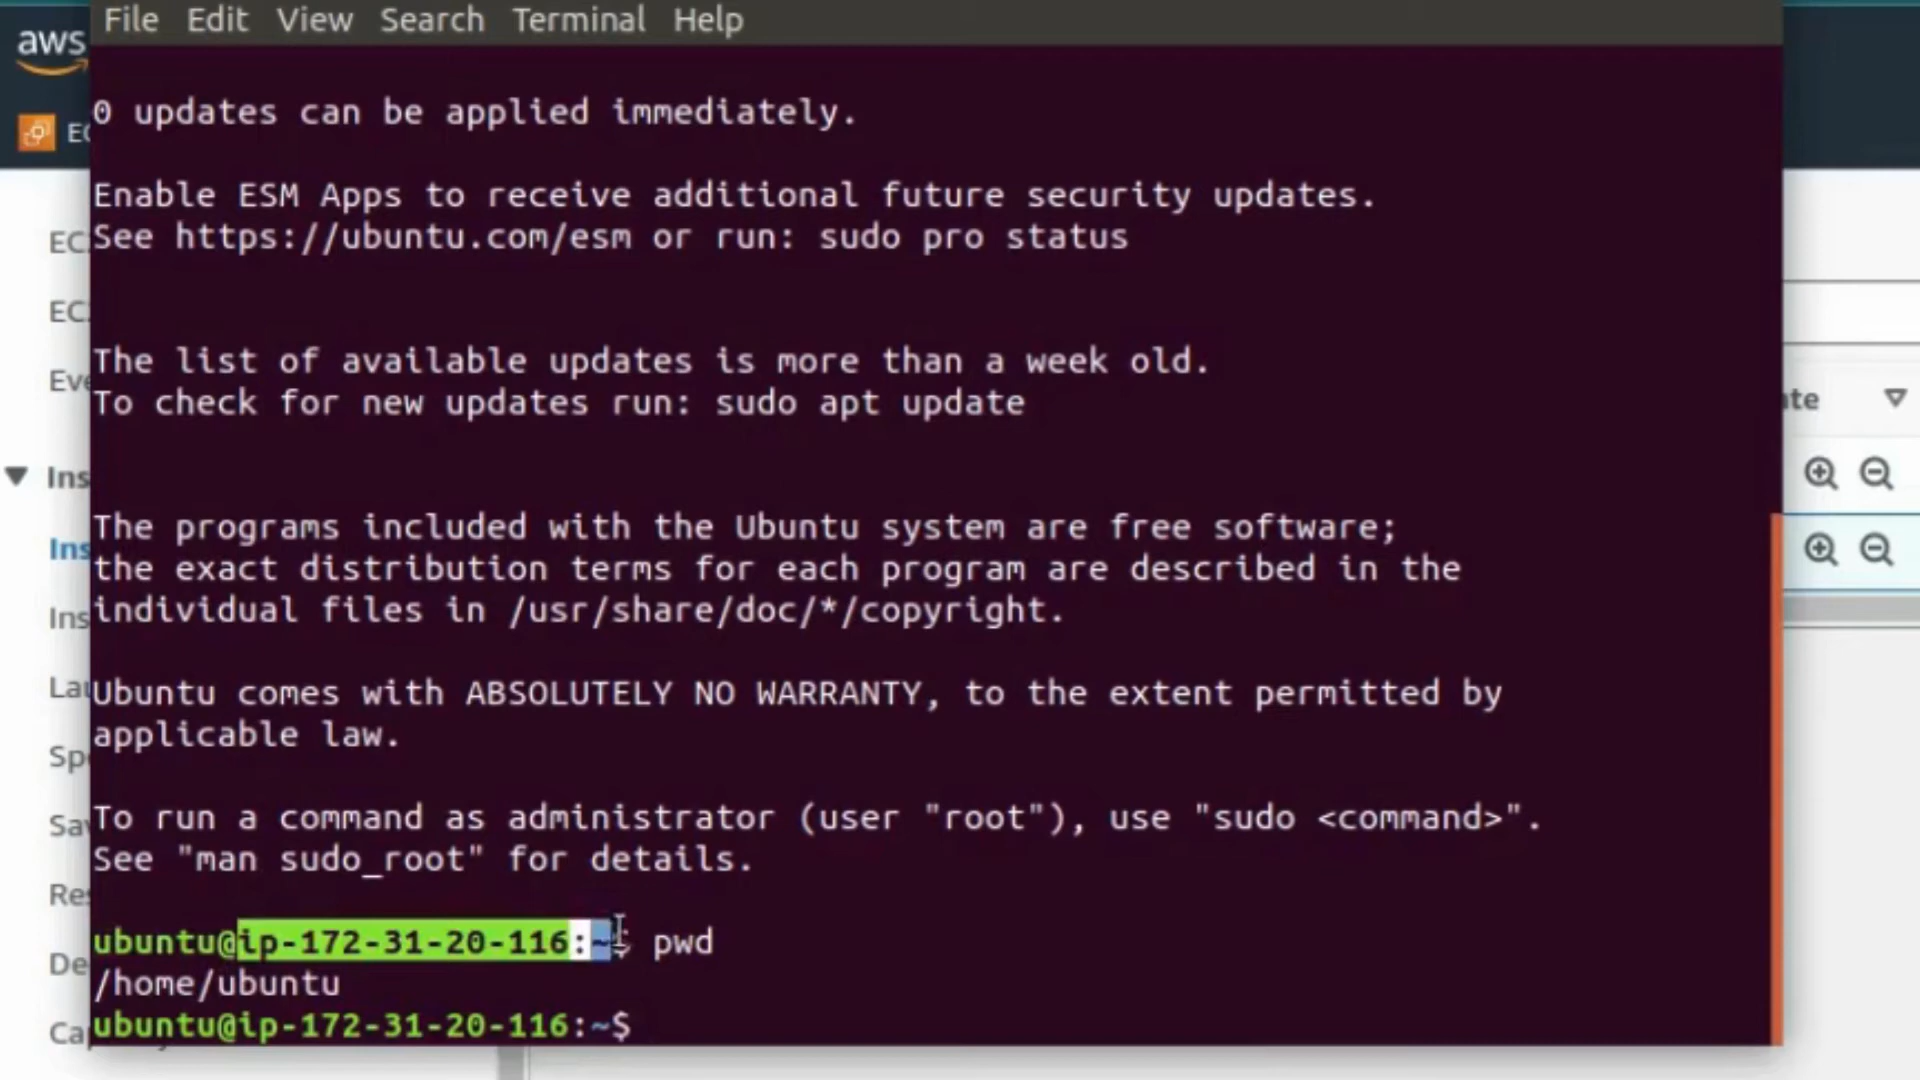 File Edit View Search Terminal Help
aws
0 updates can be applied immediately.
Enable ESM Apps to receive additional future security updates.
See https://ubuntu.com/esm or run: sudo pro status
The list of available updates is more than a week old.
To check for new updates run: sudo apt update
The programs included with the Ubuntu system are free software;
the exact distribution terms for each program are described in the
individual files in /usr/share/doc/*/copyright.
Ubuntu comes with ABSOLUTELY NO WARRANTY, to the extent permitted by
applicable law.
To run a command as administrator (user "root"), use "sudo <command>".
See "man sudo_root" for details.
ubuntu@ip-172-31-20-116:~$ pwd
/home/ubuntu
ubuntu@ip-172-31-20-116:~$